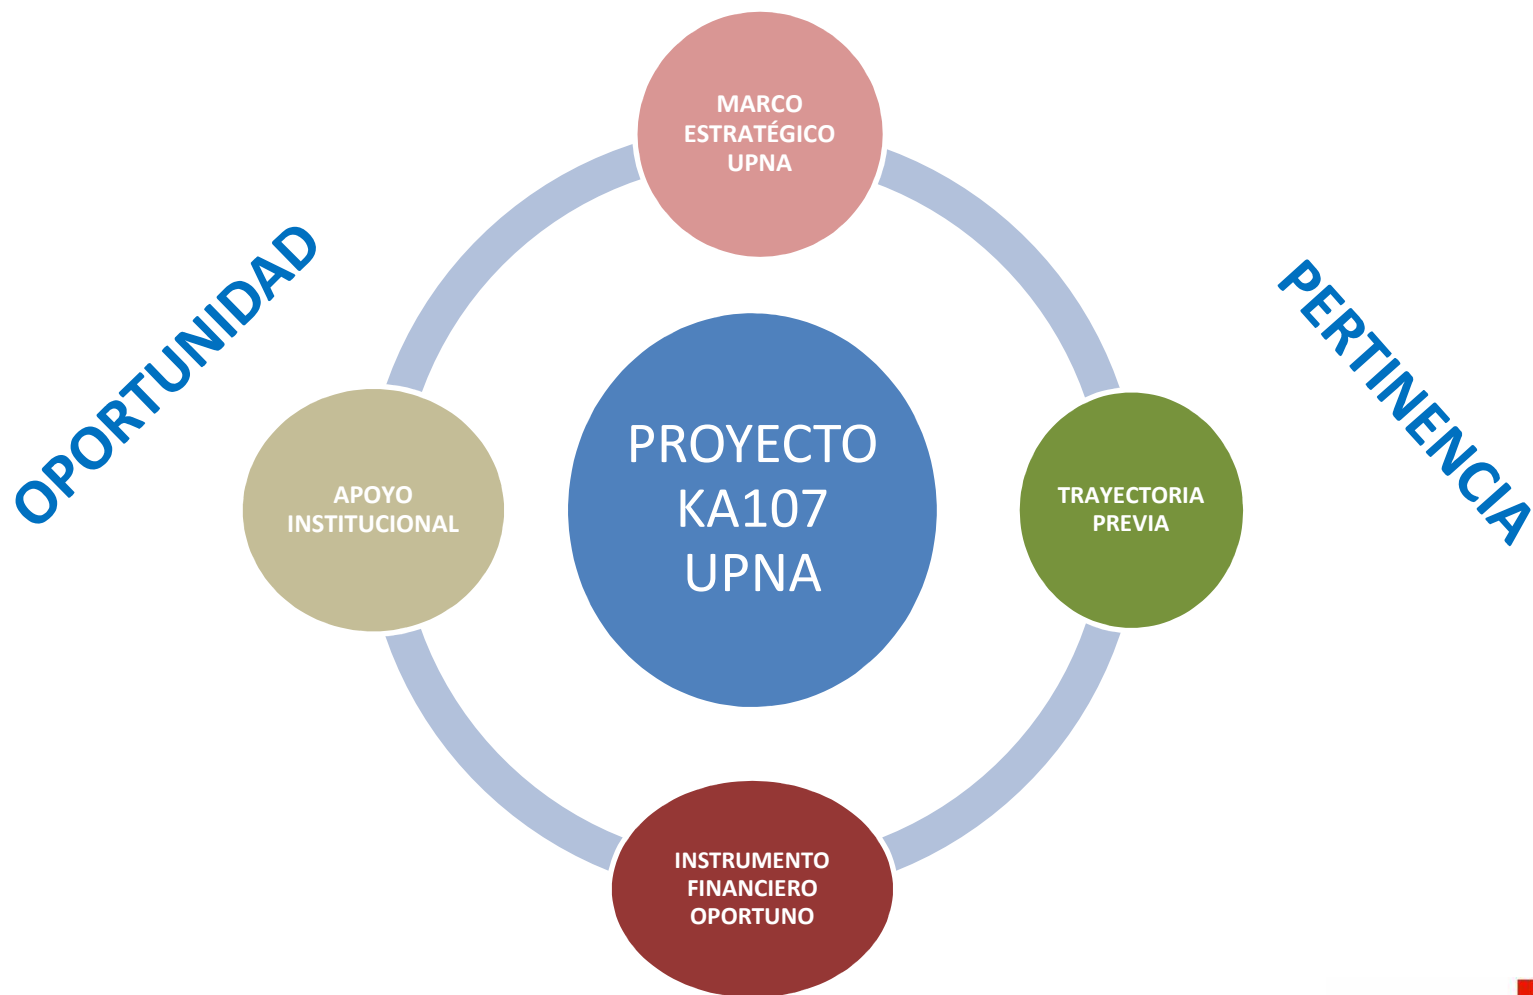 MARCO
ESTRATÉGICO
UPNA
OPORTUNIDAD
PERTINENCIA
PROYECTO
KA107
UPNA
APOYO
INSTITUCIONAL
TRAYECTORIA
PREVIA
INSTRUMENTO
FINANCIERO
OPORTUNO